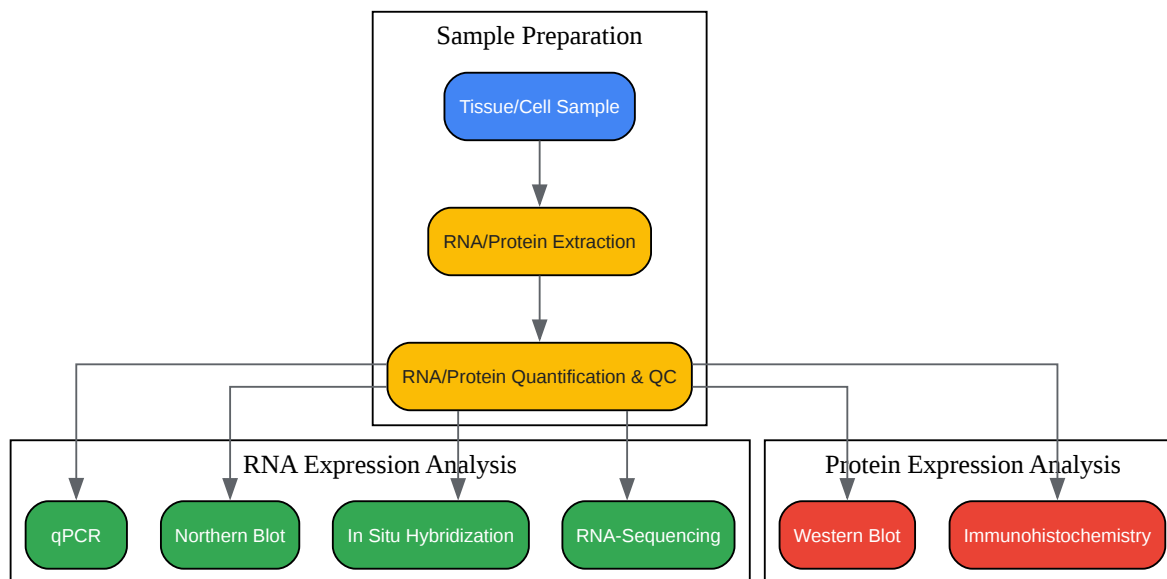 Sample Preparation
Tissue/Cell Sample
RNA/Protein Extraction
RNA/Protein Quantification & QC
RNA Expression Analysis
Protein Expression Analysis
qPCR
Northern Blot
In Situ Hybridization
RNA-Sequencing
Western Blot
Immunohistochemistry